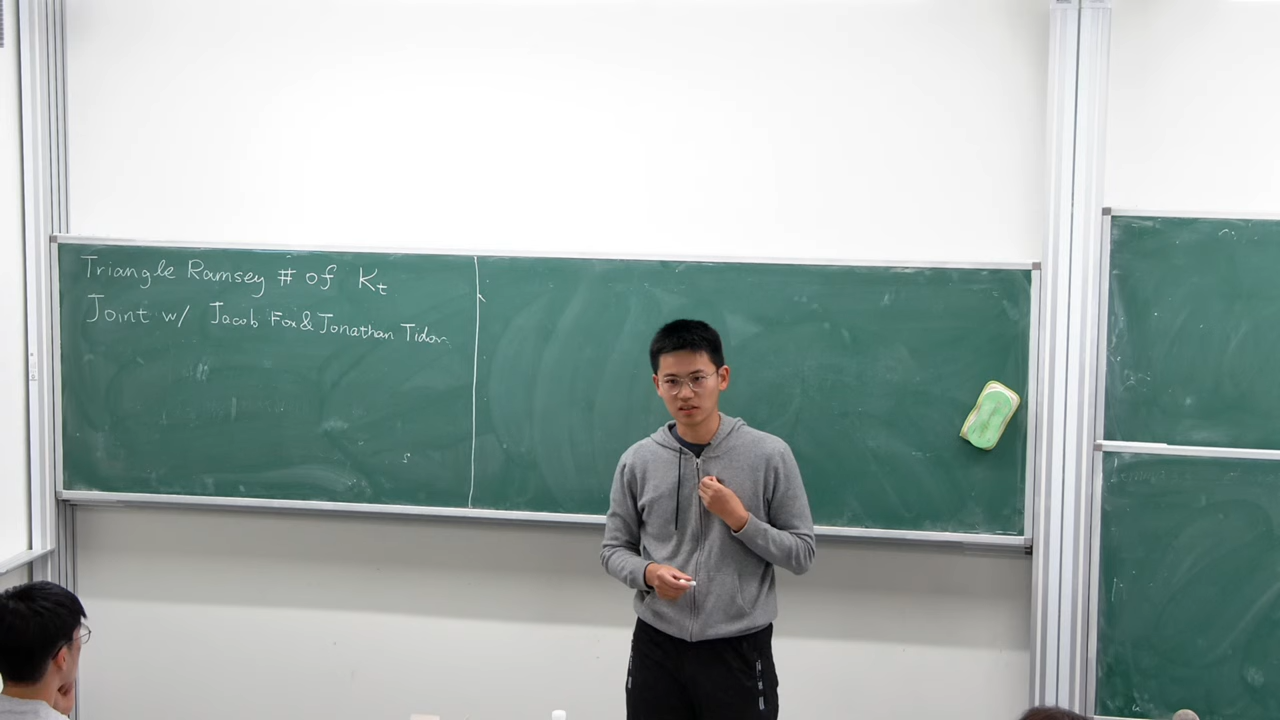 Triangle Ramsey # of Kₜ
Joint w/ Jacob Fox & Jonathan Tidor